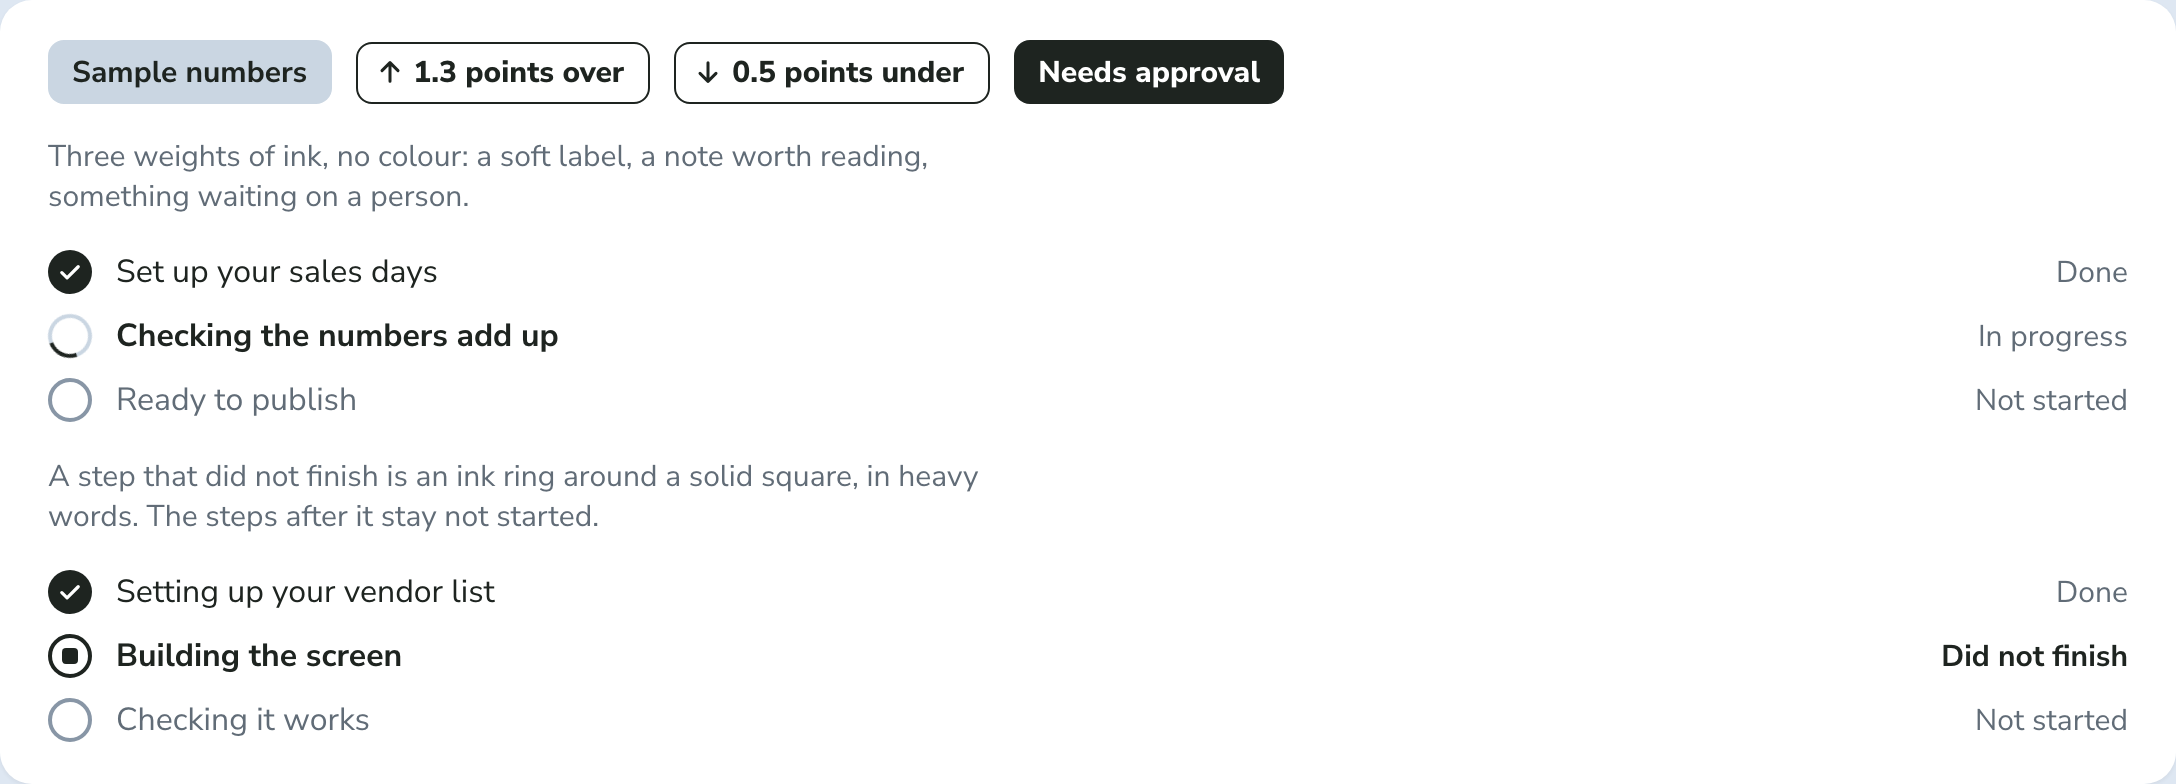 Sample numbers
↑ 1.3 points over
↓ 0.5 points under
Needs approval
Three weights of ink, no colour: a soft label, a note worth reading,
something waiting on a person.
Set up your sales days
Done
Checking the numbers add up
In progress
Ready to publish
Not started
A step that did not finish is an ink ring around a solid square, in heavy
words. The steps after it stay not started.
Setting up your vendor list
Done
Building the screen
Did not finish
Checking it works
Not started